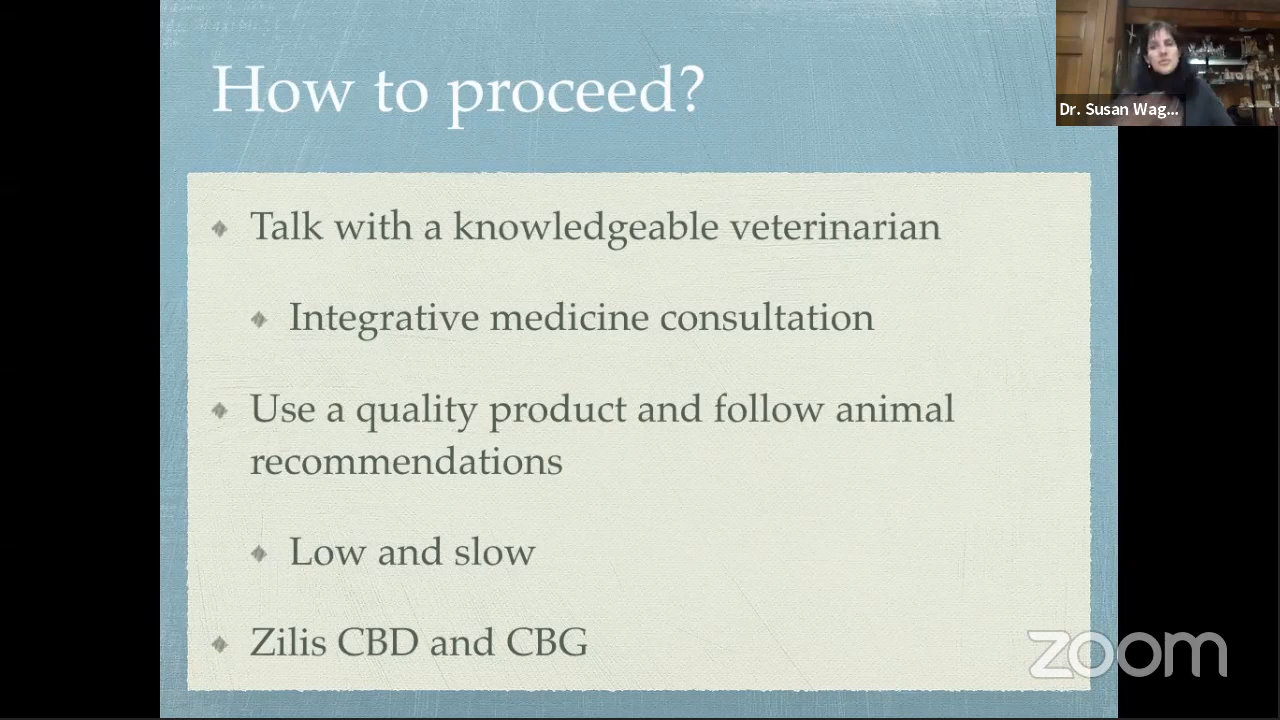 How to proceed?
Dr. Susan Wag...
Talk with a knowledgeable veterinarian
Integrative medicine consultation
Use a quality product and follow animal
recommendations
Low and slow
Zilis CBD and CBG
zoom